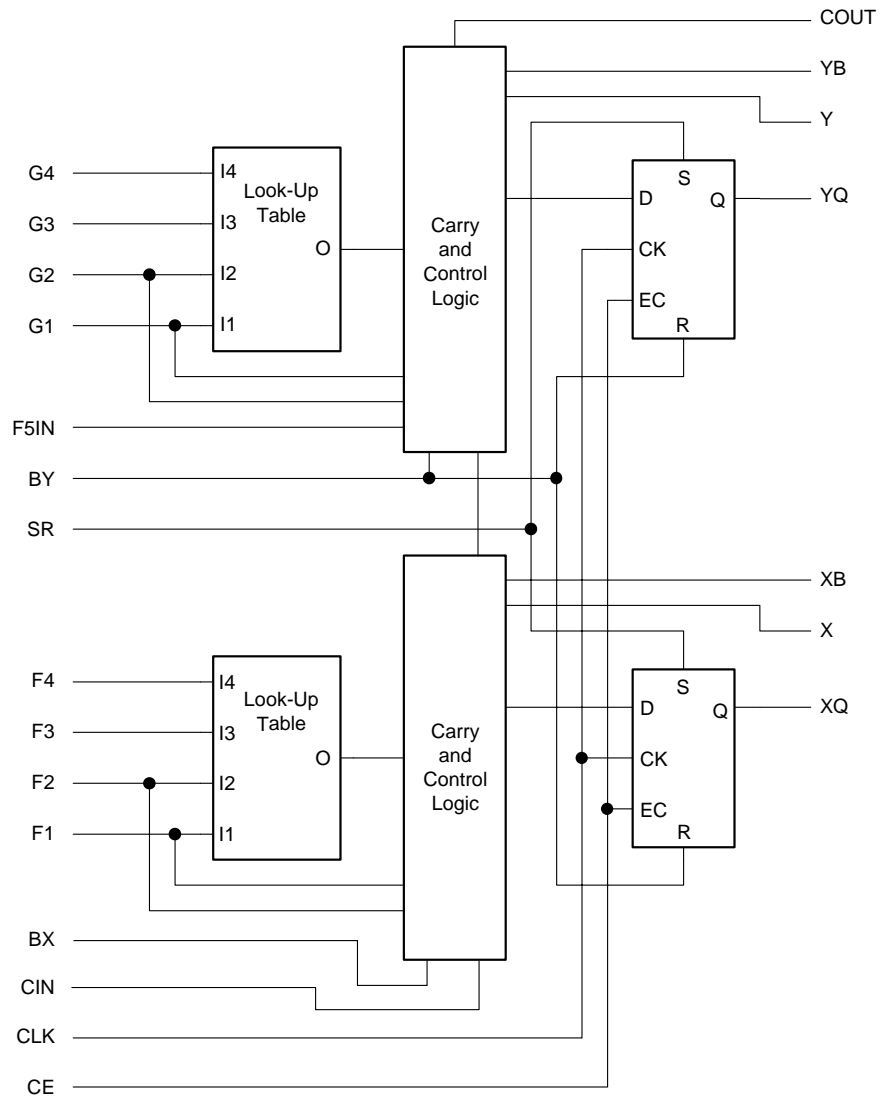 COUT
YB
Y
G4
I4
Look-Up
Table
S
D
Q
YQ
G3
I3
Carry
and
Control
Logic
O
CK
G2
I2
EC
G1
I1
R
F5IN
BY
SR
XB
X
F4
I4
Look-Up
Table
S
D
Q
XQ
F3
I3
Carry
and
Control
Logic
O
CK
F2
I2
EC
F1
I1
R
BX
CIN
CLK
CE